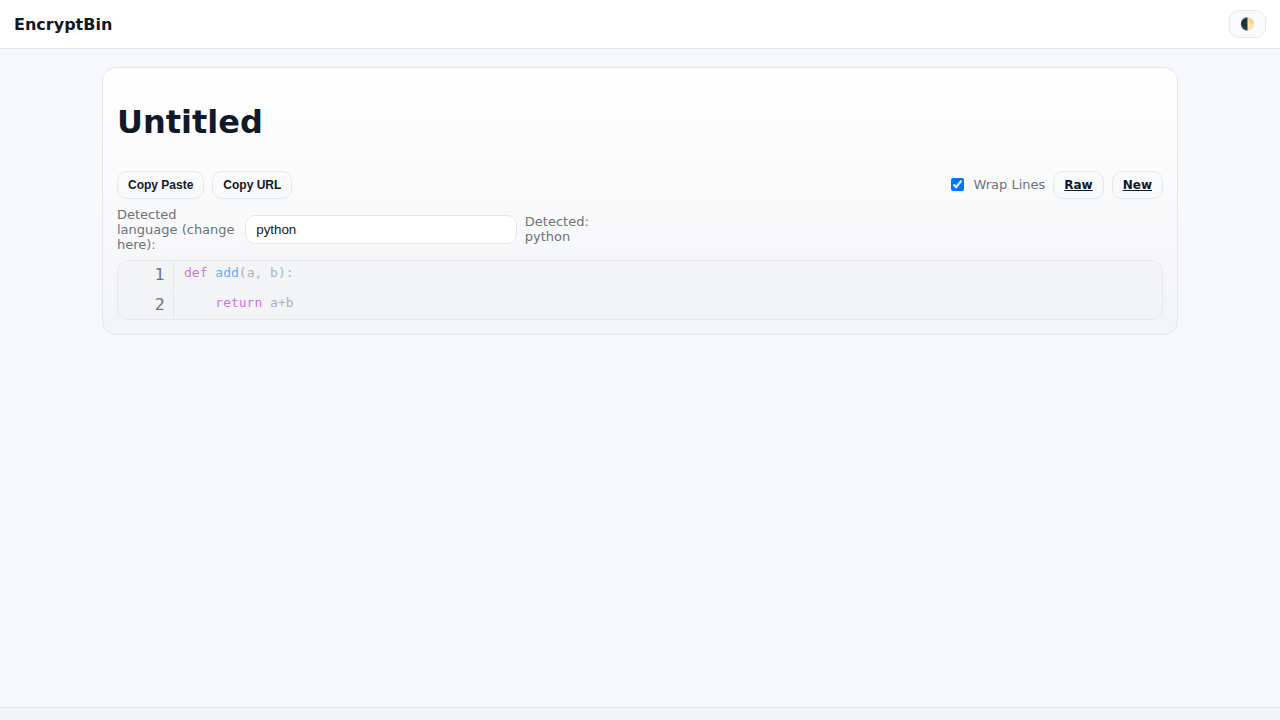 EncryptBin
Untitled
Copy Paste Copy URL Wrap Lines Raw New
Detected
language (change
here):
python
Detected:
python
1 def add(a, b):
2     return a+b